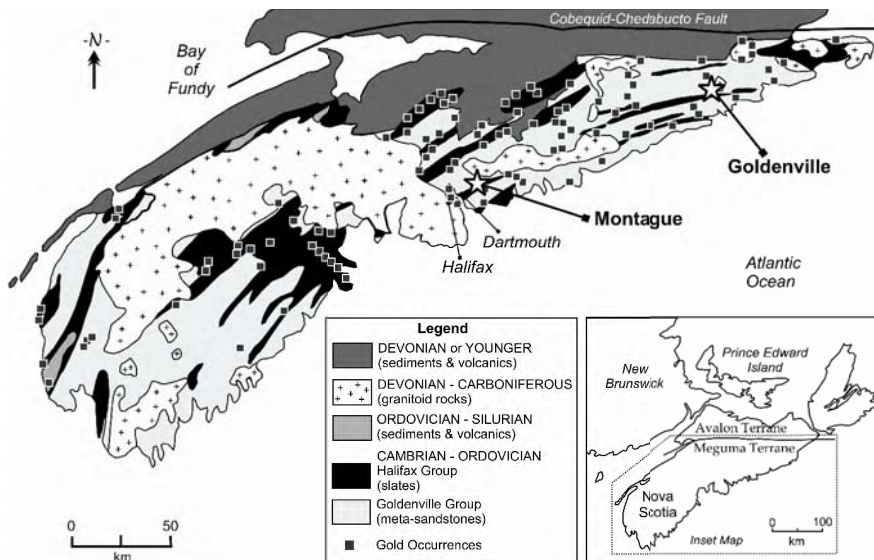 Cobequid-Chedabucto Fault
-N-
Bay
of
Fundy
Goldenville
Montague
Dartmouth
Halifax
Atlantic
Ocean
Legend
DEVONIAN or YOUNGER
(sediments & volcanics)
DEVONIAN - CARBONIFEROUS
(granitoid rocks)
ORDOVICIAN - SILURIAN
(sediments & volcanics)
CAMBRIAN - ORDOVICIAN
Halifax Group
(slates)
Goldenville Group
(meta-sandstones)
Gold Occurrences
0 50
km
New
Brunswick
Prince Edward
Island
Avalon Terrane
Meguma Terrane
Nova
Scotia
Inset Map
0 100
km